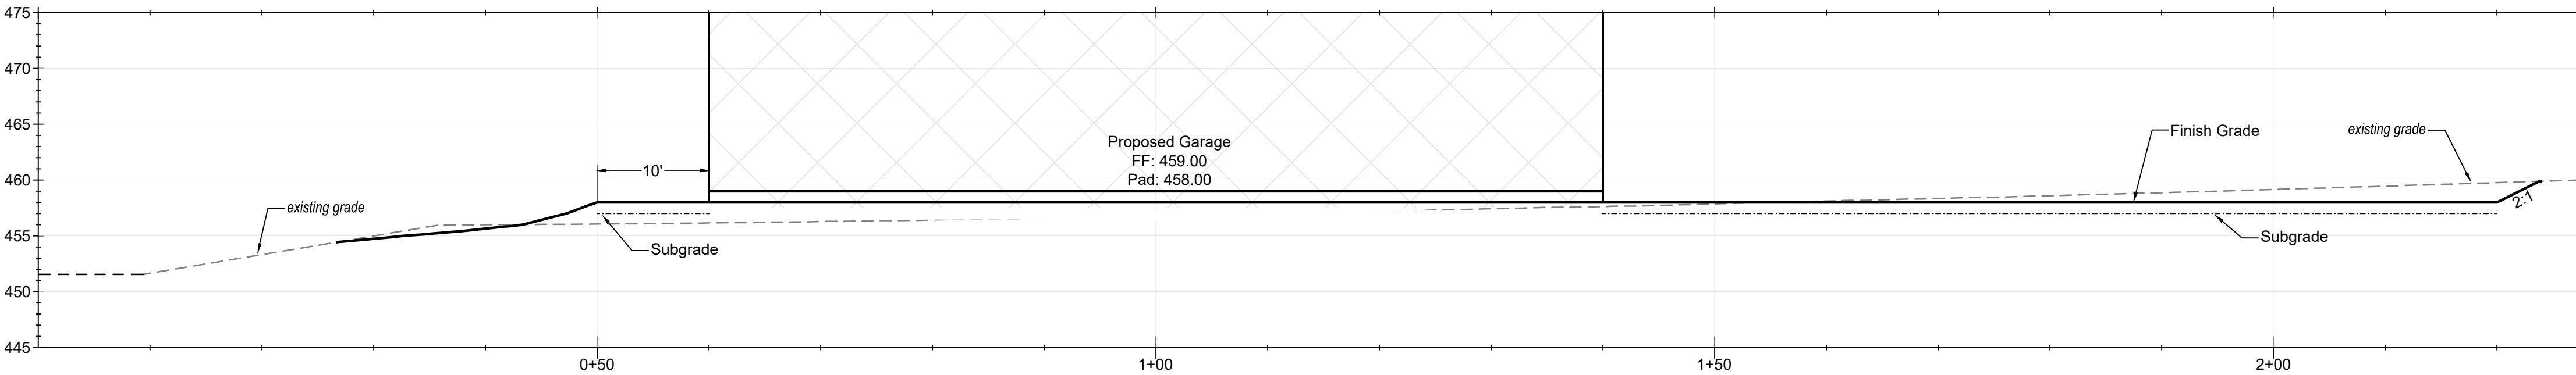 475
470
465
460
455
450
445
existing grade
10'
Subgrade
Proposed Garage
FF: 459.00
Pad: 458.00
Finish Grade
existing grade
2:1
Subgrade
0+50
1+00
1+50
2+00